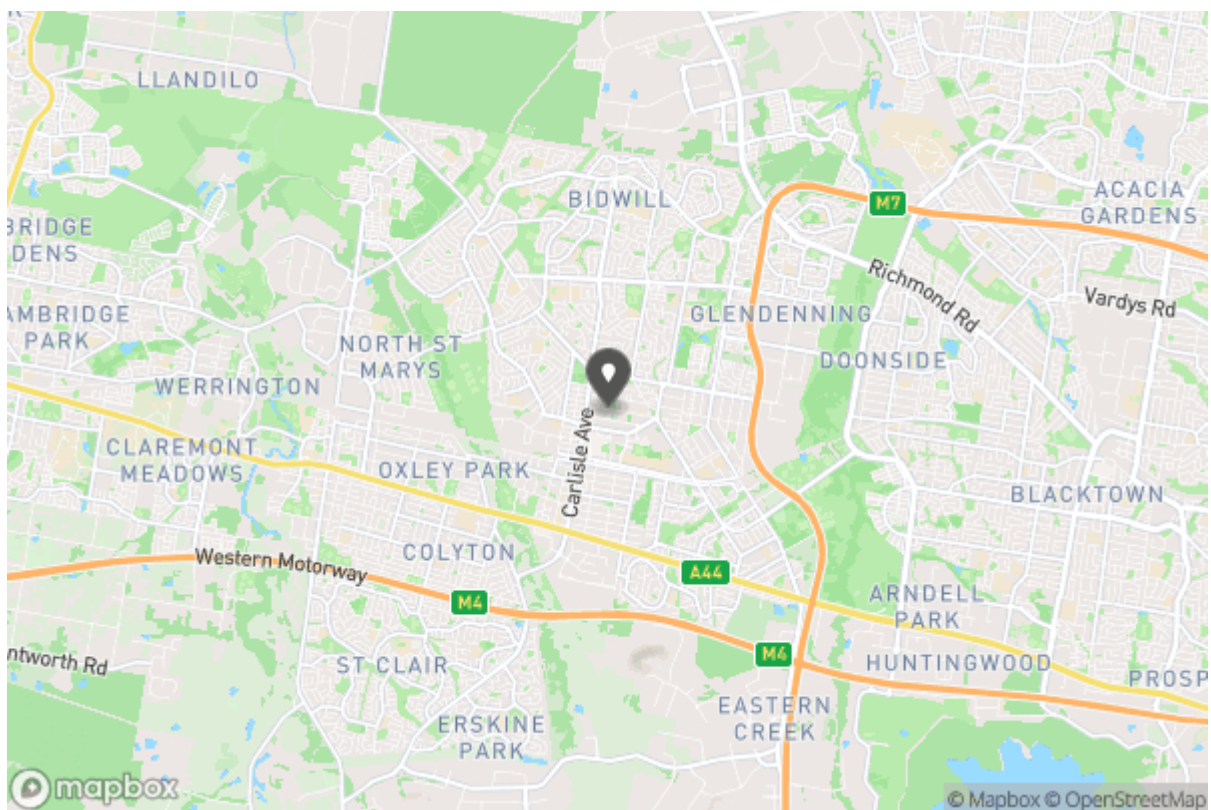 R
LLANDILO
BIDWILL
M7
ACACIA
GARDENS
BRIDGE
DENS
Richmond Rd
Vardys Rd
AMBRIDGE
PARK
GLENDENNING
NORTH ST
MARYS
DOONSIDE
WERRINGTON
Carlisle Ave
CLAREMONT
MEADOWS
OXLEY PARK
BLACKTOWN
COLYTON
Western Motorway
A44
M4
ARNDELL
PARK
ntworth Rd
ST CLAIR
M4
HUNTINGWOOD
PROSP
EASTERN
CREEK
ERSKINE
PARK
mapbox
© Mapbox © OpenStreetMap